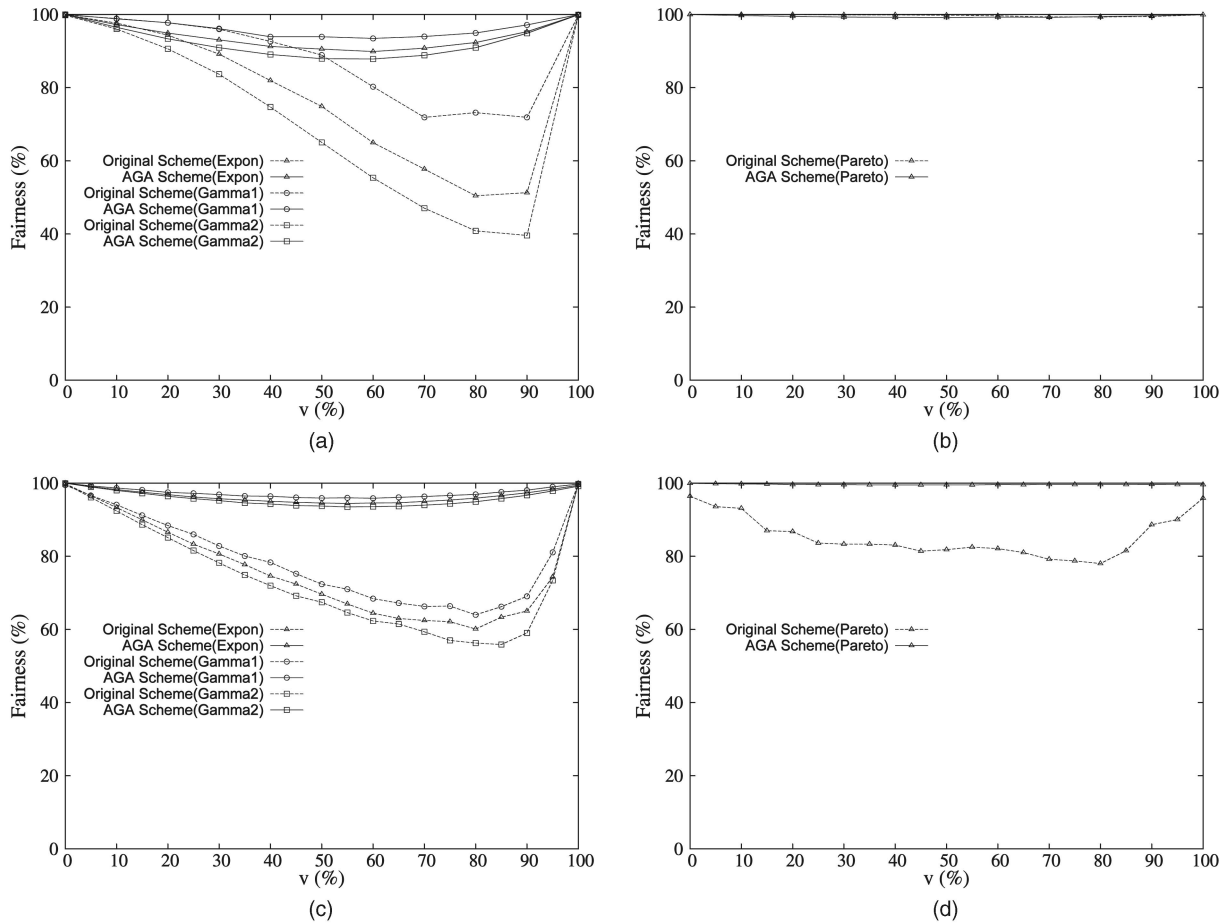 100
80
60
40
20
0
Fairness (%)
Original Scheme(Expon)
AGA Scheme(Expon)
Original Scheme(Gamma1)
AGA Scheme(Gamma1)
Original Scheme(Gamma2)
AGA Scheme(Gamma2)
0 10 20 30 40 50 60 70 80 90 100
v (%)
(a)
100
80
60
40
20
0
Fairness (%)
Original Scheme(Pareto)
AGA Scheme(Pareto)
0 10 20 30 40 50 60 70 80 90 100
v (%)
(b)
100
80
60
40
20
0
Fairness (%)
Original Scheme(Expon)
AGA Scheme(Expon)
Original Scheme(Gamma1)
AGA Scheme(Gamma1)
Original Scheme(Gamma2)
AGA Scheme(Gamma2)
0 10 20 30 40 50 60 70 80 90 100
v (%)
(c)
100
80
60
40
20
0
Fairness (%)
Original Scheme(Pareto)
AGA Scheme(Pareto)
0 10 20 30 40 50 60 70 80 90 100
v (%)
(d)